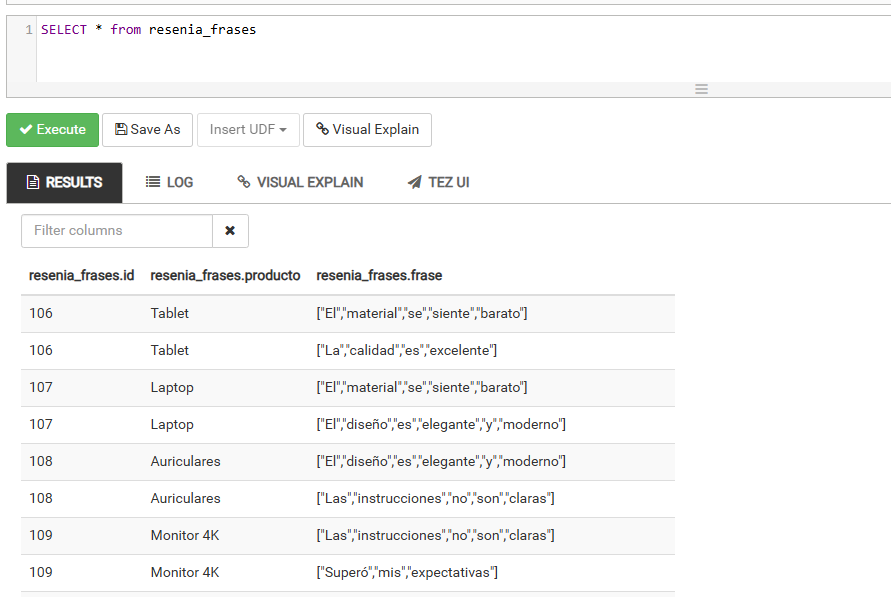 1 SELECT * from resenia_frases
Execute Save As Insert UDF Visual Explain
RESULTS LOG VISUAL EXPLAIN TEZ UI
Filter columns
resenia_frases.id resenia_frases.producto resenia_frases.frase
106 Tablet ["El","material","se","siente","barato"]
106 Tablet ["La","calidad","es","excelente"]
107 Laptop ["El","material","se","siente","barato"]
107 Laptop ["El","diseño","es","elegante","y","moderno"]
108 Auriculares ["El","diseño","es","elegante","y","moderno"]
108 Auriculares ["Las","instrucciones","no","son","claras"]
109 Monitor 4K ["Las","instrucciones","no","son","claras"]
109 Monitor 4K ["Superó","mis","expectativas"]